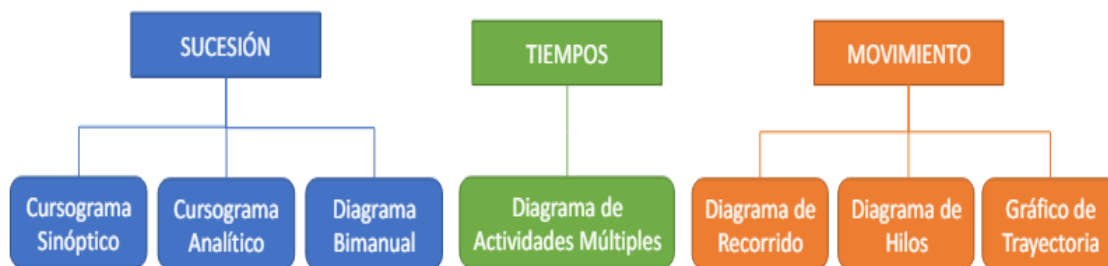 SUCESIÓN
TIEMPOS
MOVIMIENTO
Cursograma
Sinóptico
Cursograma
Analítico
Diagrama
Bimanual
Diagrama de
Actividades Múltiples
Diagrama de
Recorrido
Diagrama de
Hilos
Gráfico de
Trayectoria